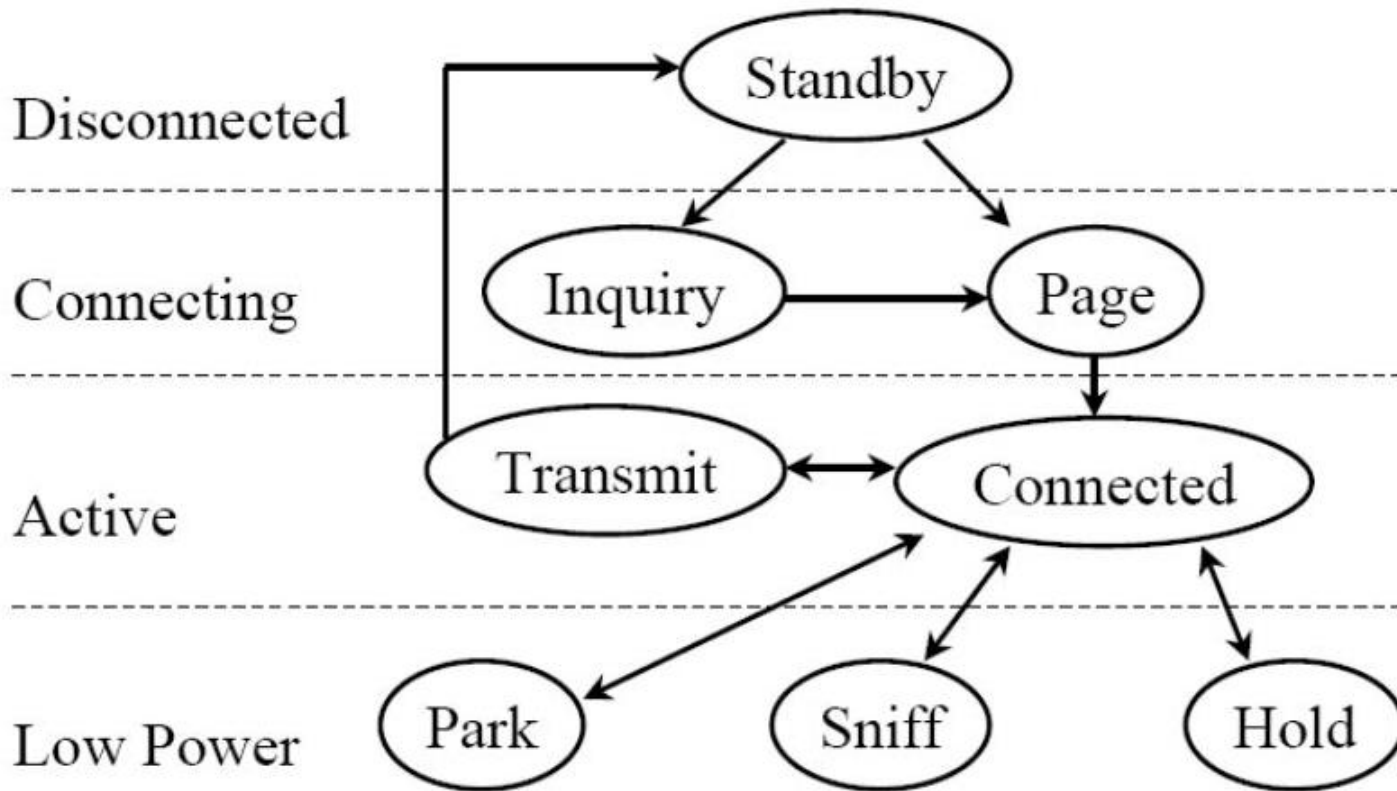 Standby
Disconnected
Inquiry
Page
Connecting
Transmit
Connected
Active
Park
Sniff
Hold
Low Power